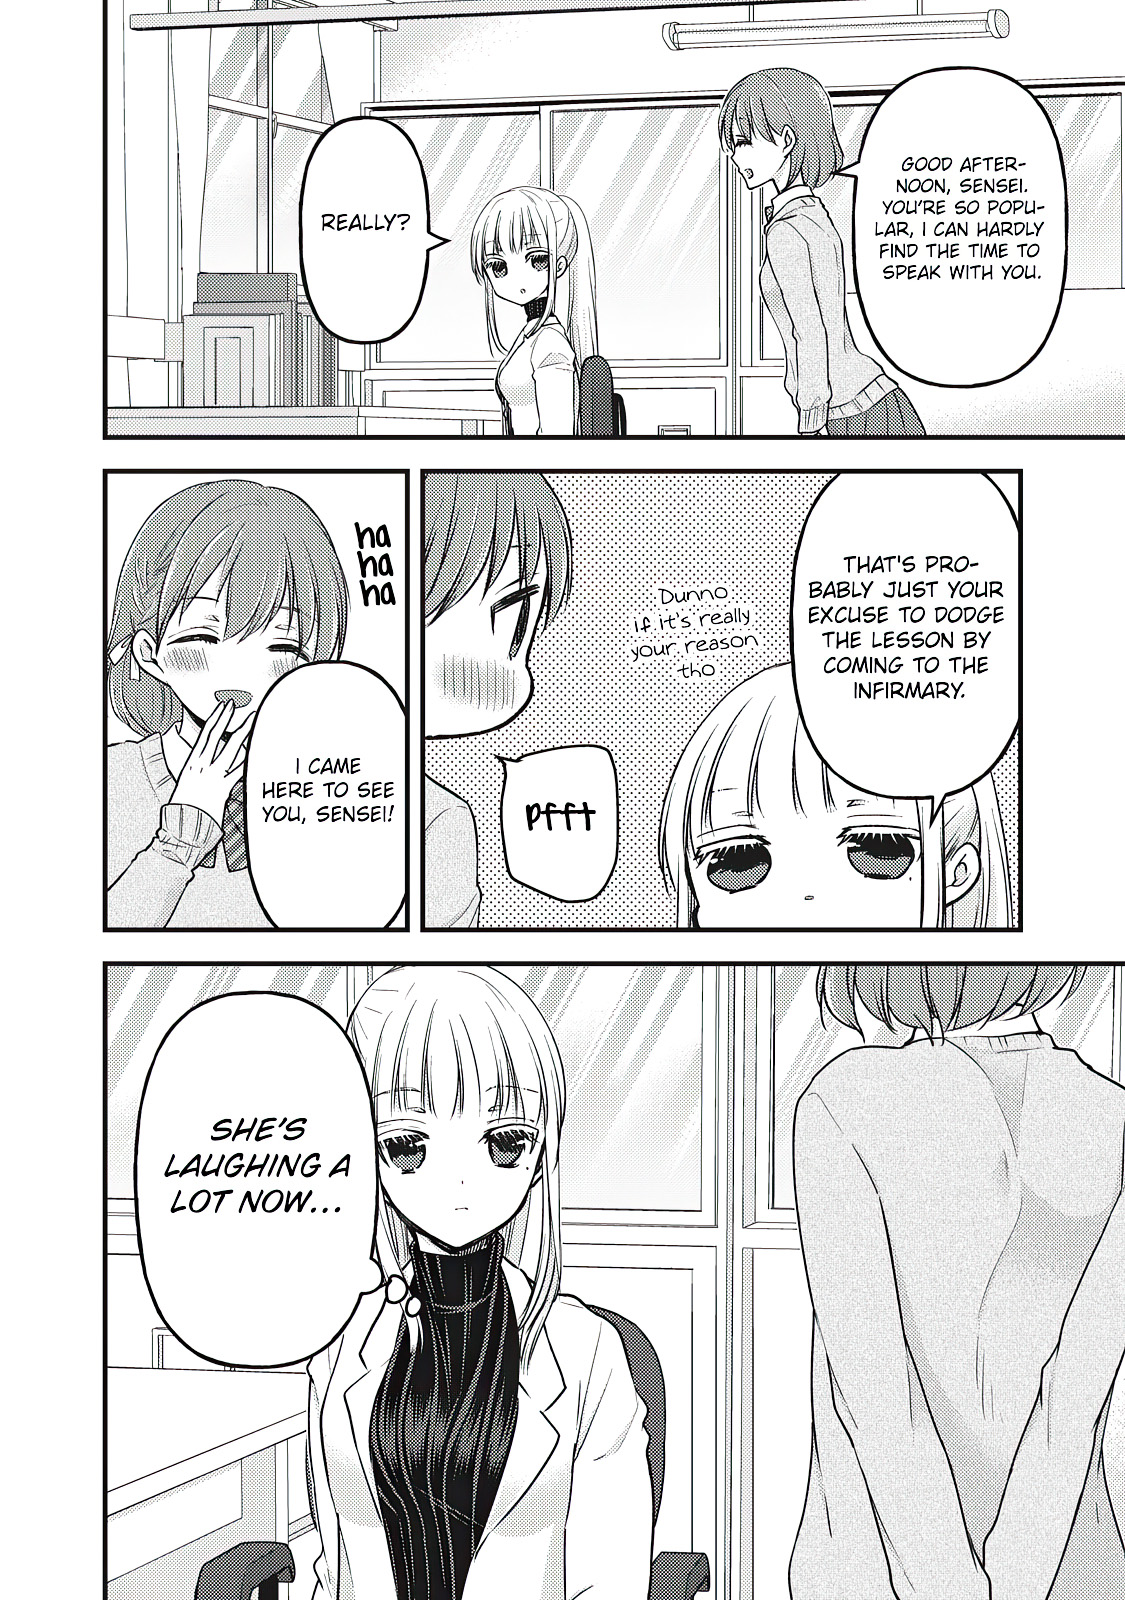 GOOD AFTER-
NOON, SENSEI.
YOU'RE SO POPU-
LAR, I CAN HARDLY
FIND THE TIME TO
SPEAK WITH YOU.
REALLY?
THAT'S PRO-
BABLY JUST YOUR
EXCUSE TO DODGE
THE LESSON BY
COMING TO THE
INFIRMARY.
Dunno
if it's really
your reason
tho
Pfft
ha
ha
ha
I CAME
HERE TO SEE
YOU, SENSEI!
SHE'S
LAUGHING A
LOT NOW...